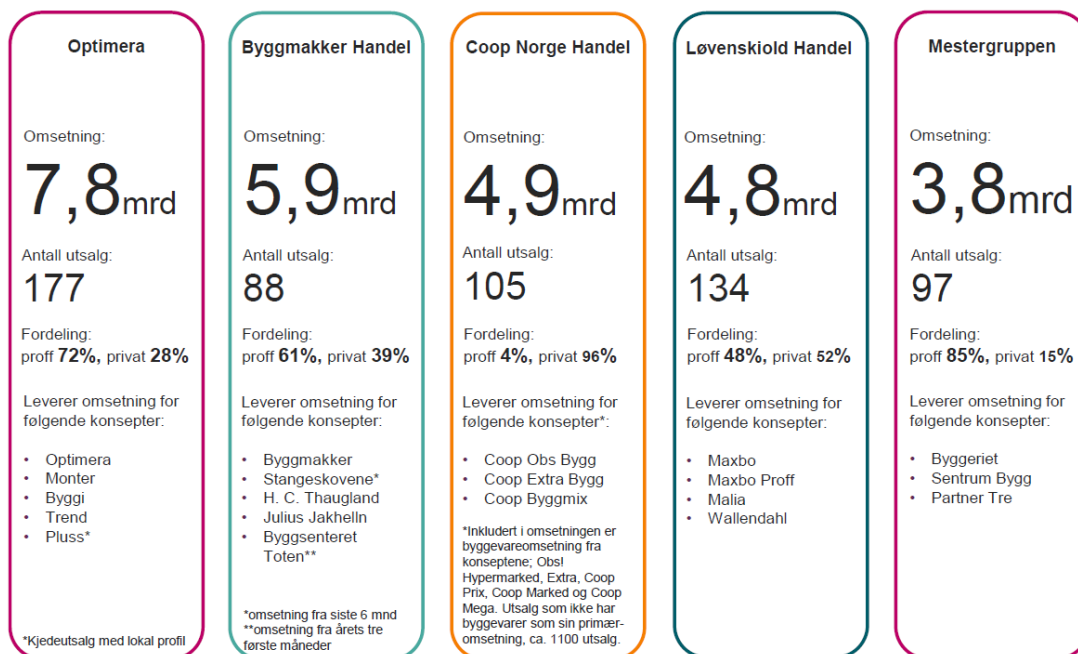 Optimera
Omsetning:
7,8mrd
Antall utsalg:
177
Fordeling:
proff 72%, privat 28%
Leverer omsetning for
følgende konsepter:
• Optimera
• Monter
• Byggi
• Trend
• Pluss*
*Kjedeutsalg med lokal profil
Byggmakker Handel
Omsetning:
5,9mrd
Antall utsalg:
88
Fordeling:
proff 61%, privat 39%
Leverer omsetning for
følgende konsepter:
• Byggmakker
• Stangeskovene*
• H. C. Thaugland
• Julius Jakhelln
• Byggsenteret
Toten**
*omsetning fra siste 6 mnd
**omsetning fra årets tre
første måneder
Coop Norge Handel
Omsetning:
4,9mrd
Antall utsalg:
105
Fordeling:
proff 4%, privat 96%
Leverer omsetning for
følgende konsepter*:
• Coop Obs Bygg
• Coop Extra Bygg
• Coop Byggmix
*Inkludert i omsetningen er
byggevareomsetning fra
konseptene; Obs!
Hypermarked, Extra, Coop
Prix, Coop Marked og Coop
Mega. Utsalg som ikke har
byggevarer som sin primær-
omsetning, ca. 1100 utsalg.
Løvenskiold Handel
Omsetning:
4,8mrd
Antall utsalg:
134
Fordeling:
proff 48%, privat 52%
Leverer omsetning for
følgende konsepter:
• Maxbo
• Maxbo Proff
• Malia
• Wallendahl
Mestergruppen
Omsetning:
3,8mrd
Antall utsalg:
97
Fordeling:
proff 85%, privat 15%
Leverer omsetning for
følgende konsepter:
• Byggeriet
• Sentrum Bygg
• Partner Tre